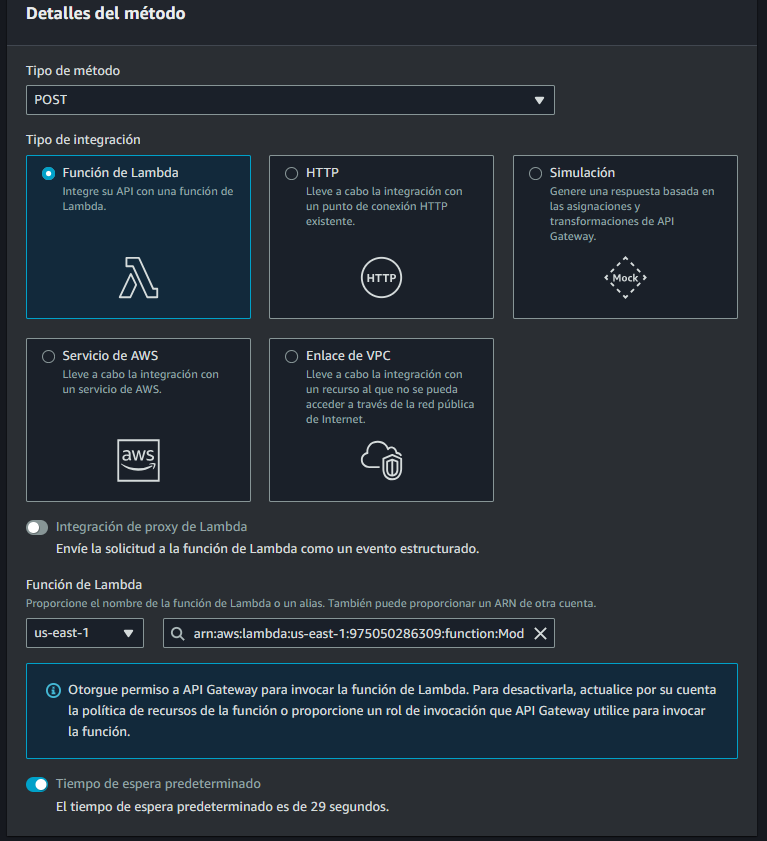 Detalles del método
Tipo de método
POST
Tipo de integración
Función de Lambda
Integre su API con una función de
Lambda.
HTTP
Lleve a cabo la integración con
un punto de conexión HTTP
existente.
HTTP
Simulación
Genere una respuesta basada en
las asignaciones y
transformaciones de API
Gateway.
Mock
Servicio de AWS
Lleve a cabo la integración con
un servicio de AWS.
aws
Enlace de VPC
Lleve a cabo la integración con
un recurso al que no se pueda
acceder a través de la red pública
de Internet.
Integración de proxy de Lambda
Envíe la solicitud a la función de Lambda como un evento estructurado.
Función de Lambda
Proporcione el nombre de la función de Lambda o un alias. También puede proporcionar un ARN de otra cuenta.
us-east-1
arn:aws:lambda:us-east-1:975050286309:function:Mod
Otorgue permiso a API Gateway para invocar la función de Lambda. Para desactivarla, actualice por su cuenta
la política de recursos de la función o proporcione un rol de invocación que API Gateway utilice para invocar
la función.
Tiempo de espera predeterminado
El tiempo de espera predeterminado es de 29 segundos.